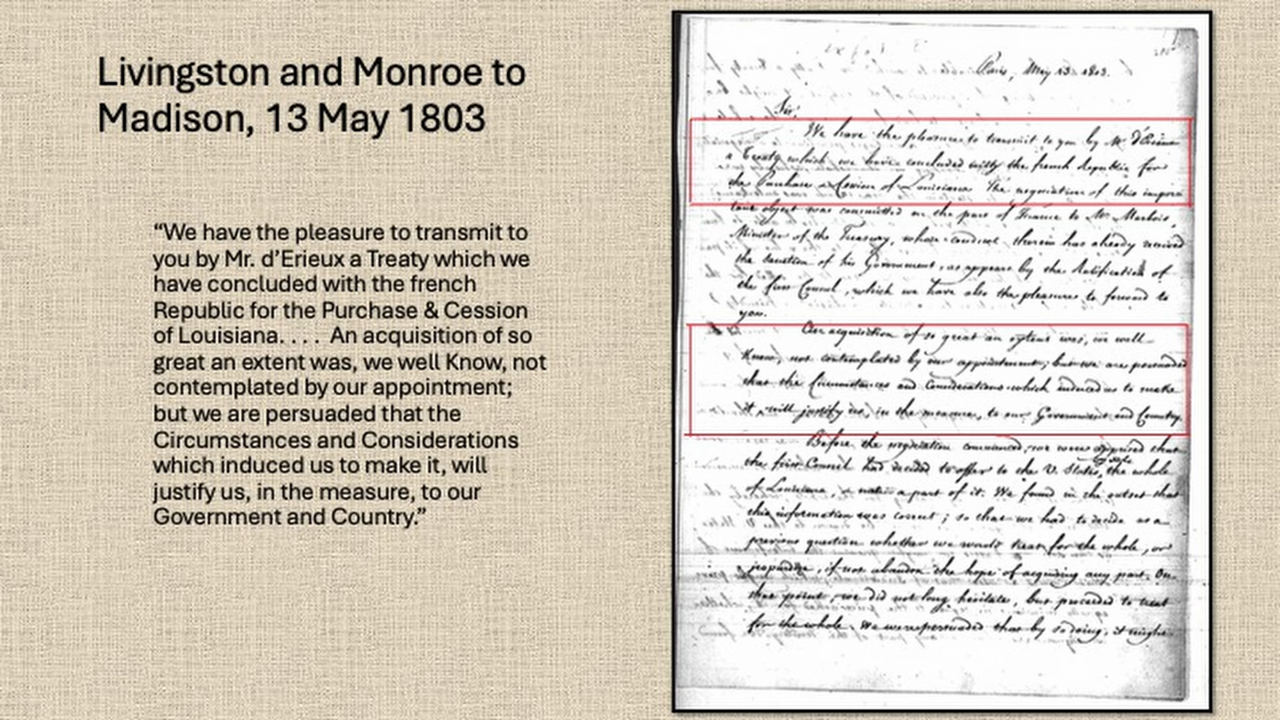 Livingston and Monroe to
Madison, 13 May 1803
“We have the pleasure to transmit to
you by Mr. d’Erieux a Treaty which we
have concluded with the french
Republic for the Purchase & Cession
of Louisiana. . . .  An acquisition of so
great an extent was, we well Know, not
contemplated by our appointment;
but we are persuaded that the
Circumstances and Considerations
which induced us to make it, will
justify us, in the measure, to our
Government and Country.”
Paris, May 13. 1803.
Sir,
We have the pleasure to transmit to you by Mr d'Erieux
a Treaty which we have concluded with the french Republic for
the Purchase & Cession of Louisiana. The negotiation of this impor-
tant object was committed on the part of France to Mr. Marbois,
Minister of the Treasury, whose conduct therein has already received
the sanction of his Government, as appears by the Ratification of
the first Consul, which we have also the pleasure to forward to
you.
An acquisition of so great an extent was, we well
Know, not contemplated by our appointment; but we are persuaded
that the Circumstances and Considerations which induced us to make
it, will justify us, in the measure, to our Government and Country.
Before the negotiation commenced, we were apprised that
the first Consul had decided to offer to the U. States, the whole
of Louisiana, & not a part of it. We found in the outset that
this information was correct; so that we had to decide as a
previous question whether we would treat for the whole, or
jeopardize, if not abandon the hope of acquiring any part. On
that point, we did not long hesitate, but proceeded to treat
for the whole. We were persuaded that by so doing, it might